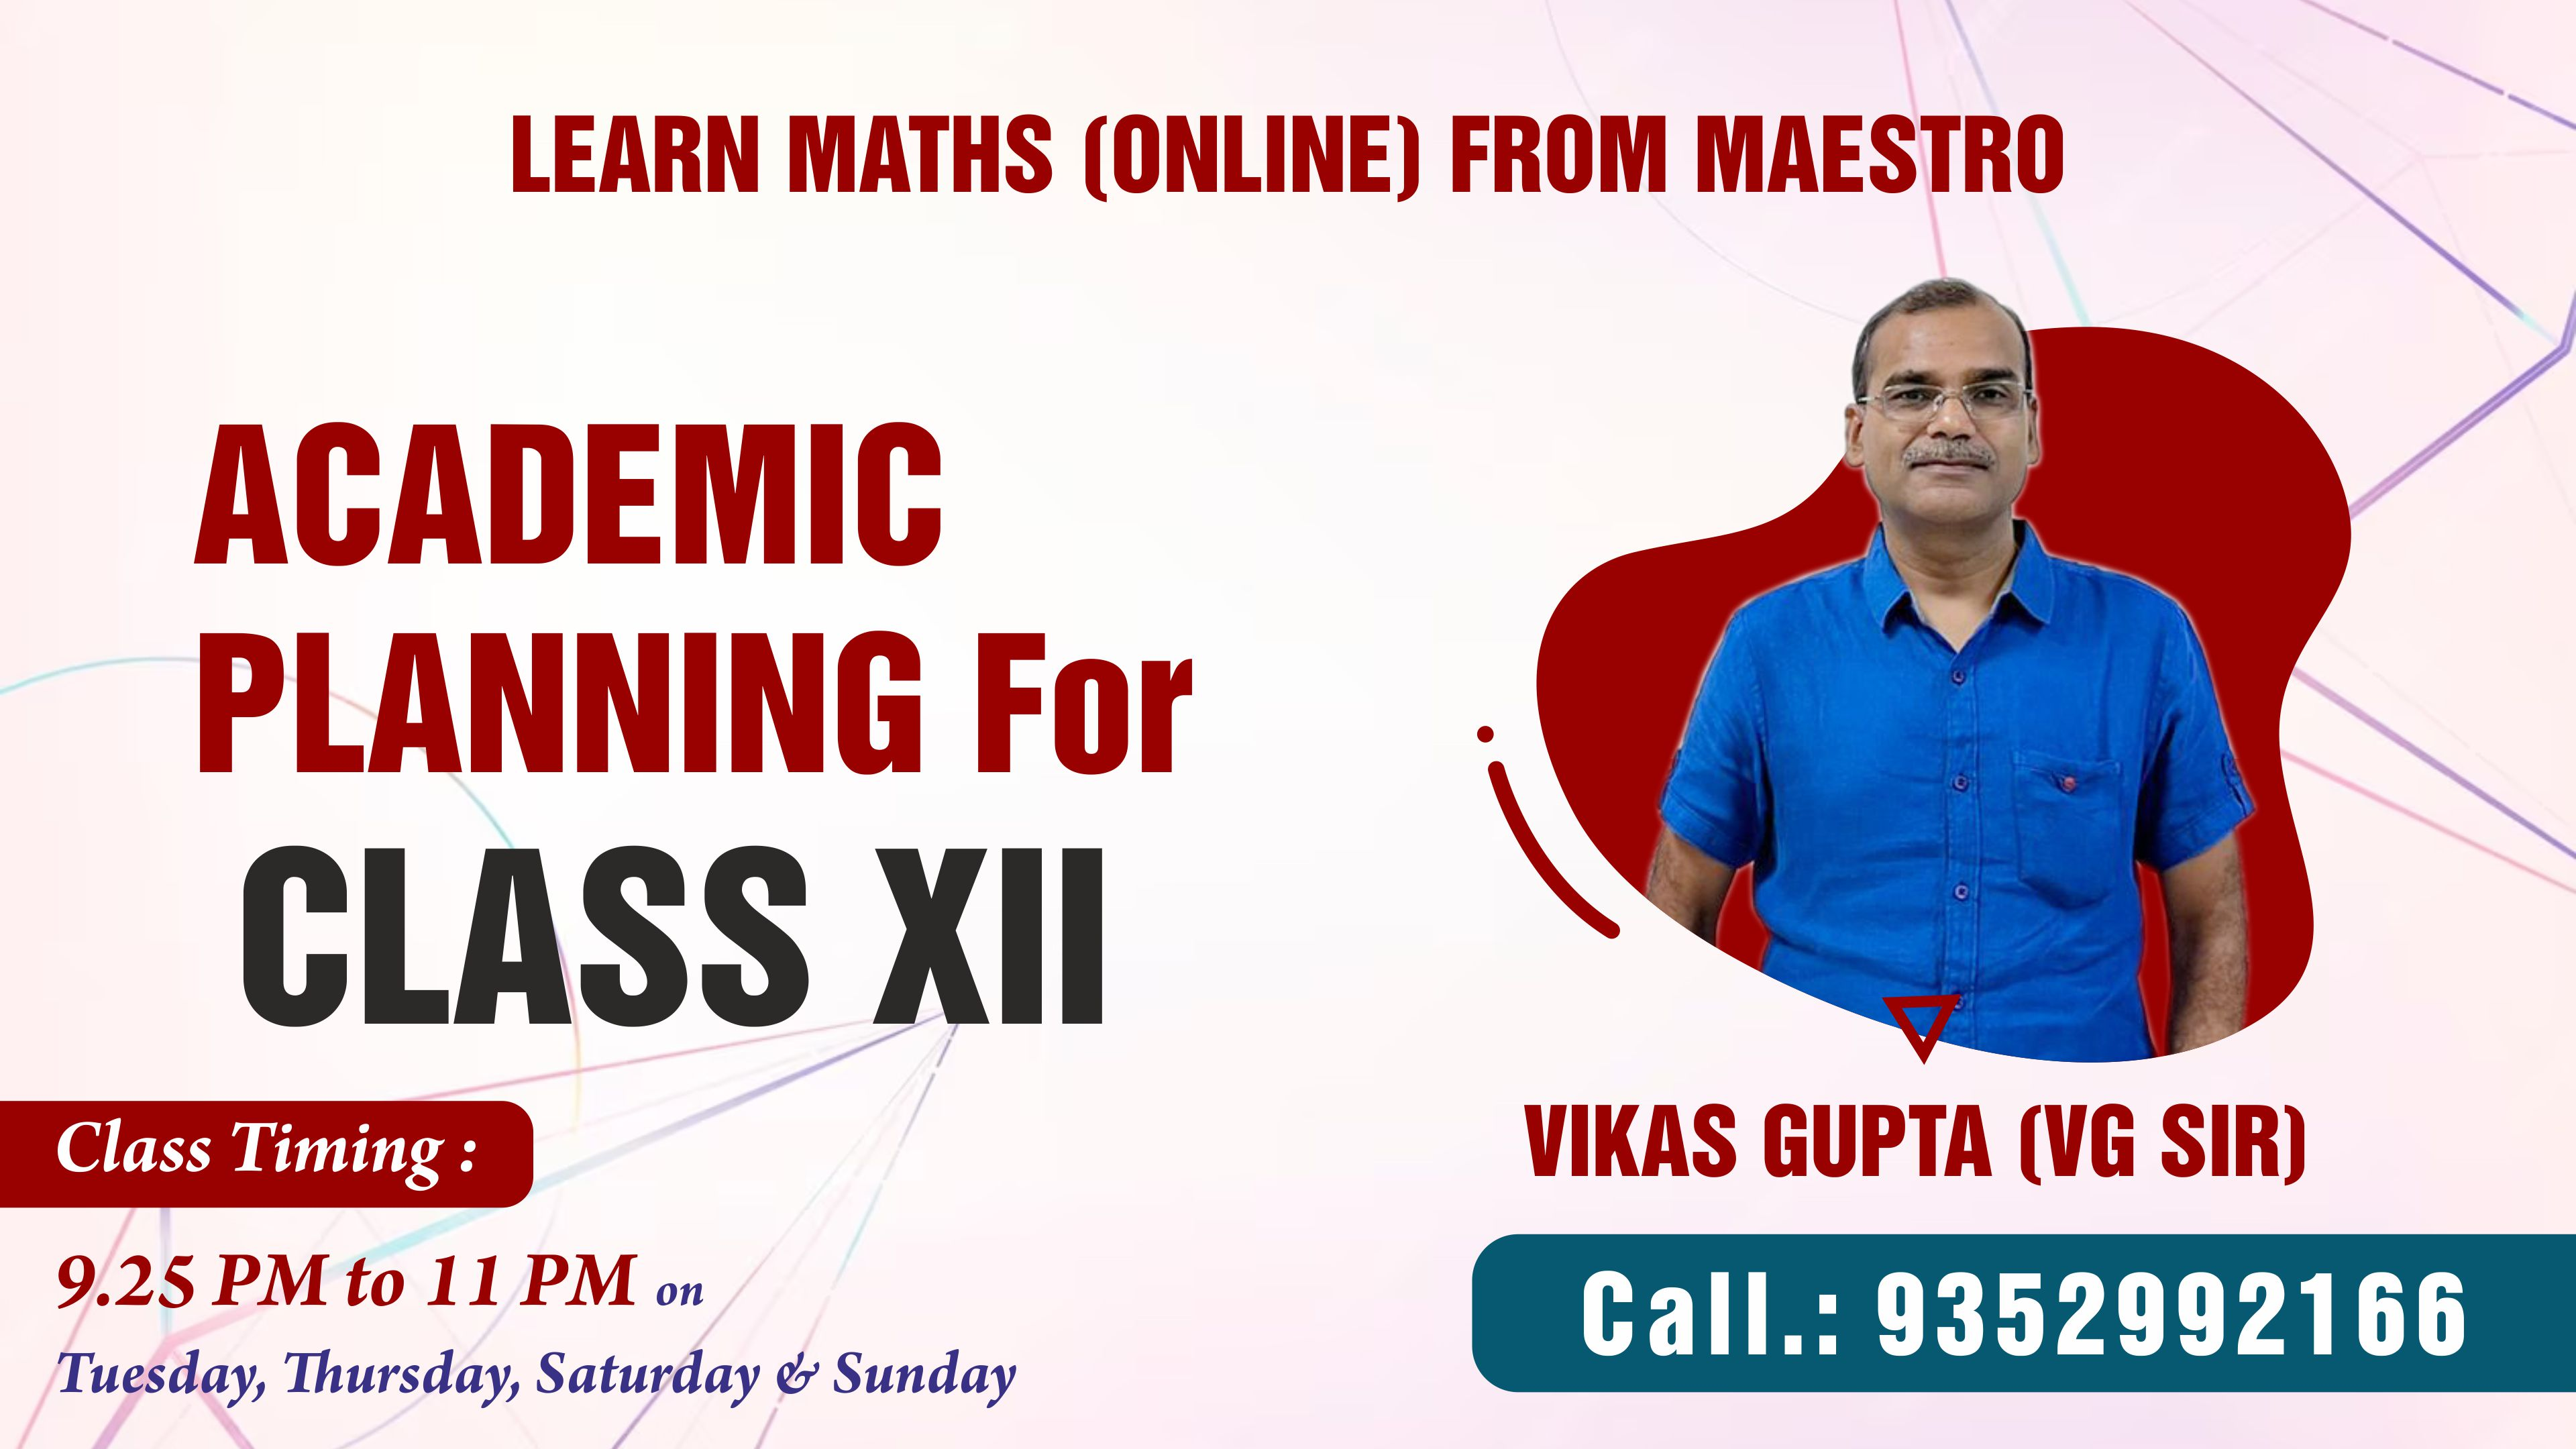 LEARN MATHS (ONLINE) FROM MAESTRO
ACADEMIC
PLANNING For
CLASS XII
Class Timing :
9.25 PM to 11 PM on
Tuesday, Thursday, Saturday & Sunday
VIKAS GUPTA (VG SIR)
Call.: 9352992166